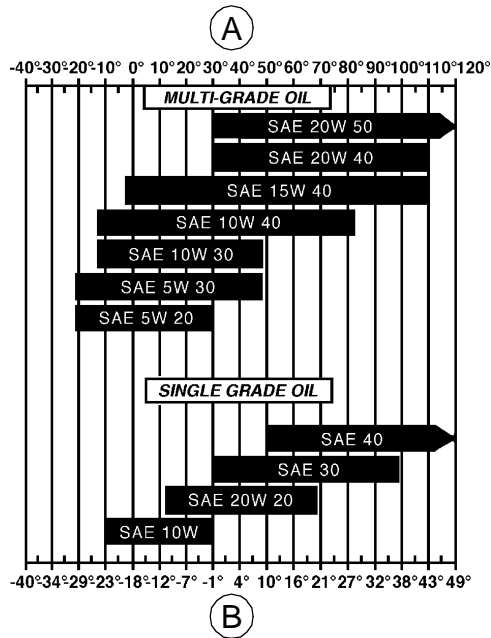 A
-40° -30° -20° -10° 0° 10° 20° 30° 40° 50° 60° 70° 80° 90° 100° 110° 120°
MULTI-GRADE OIL
SAE 20W 50
SAE 20W 40
SAE 15W 40
SAE 10W 40
SAE 10W 30
SAE 5W 30
SAE 5W 20
SINGLE GRADE OIL
SAE 40
SAE 30
SAE 20W 20
SAE 10W
-40° -34° -29° -23° -18° -12° -7° -1° 4° 10° 16° 21° 27° 32° 38° 43° 49°
B